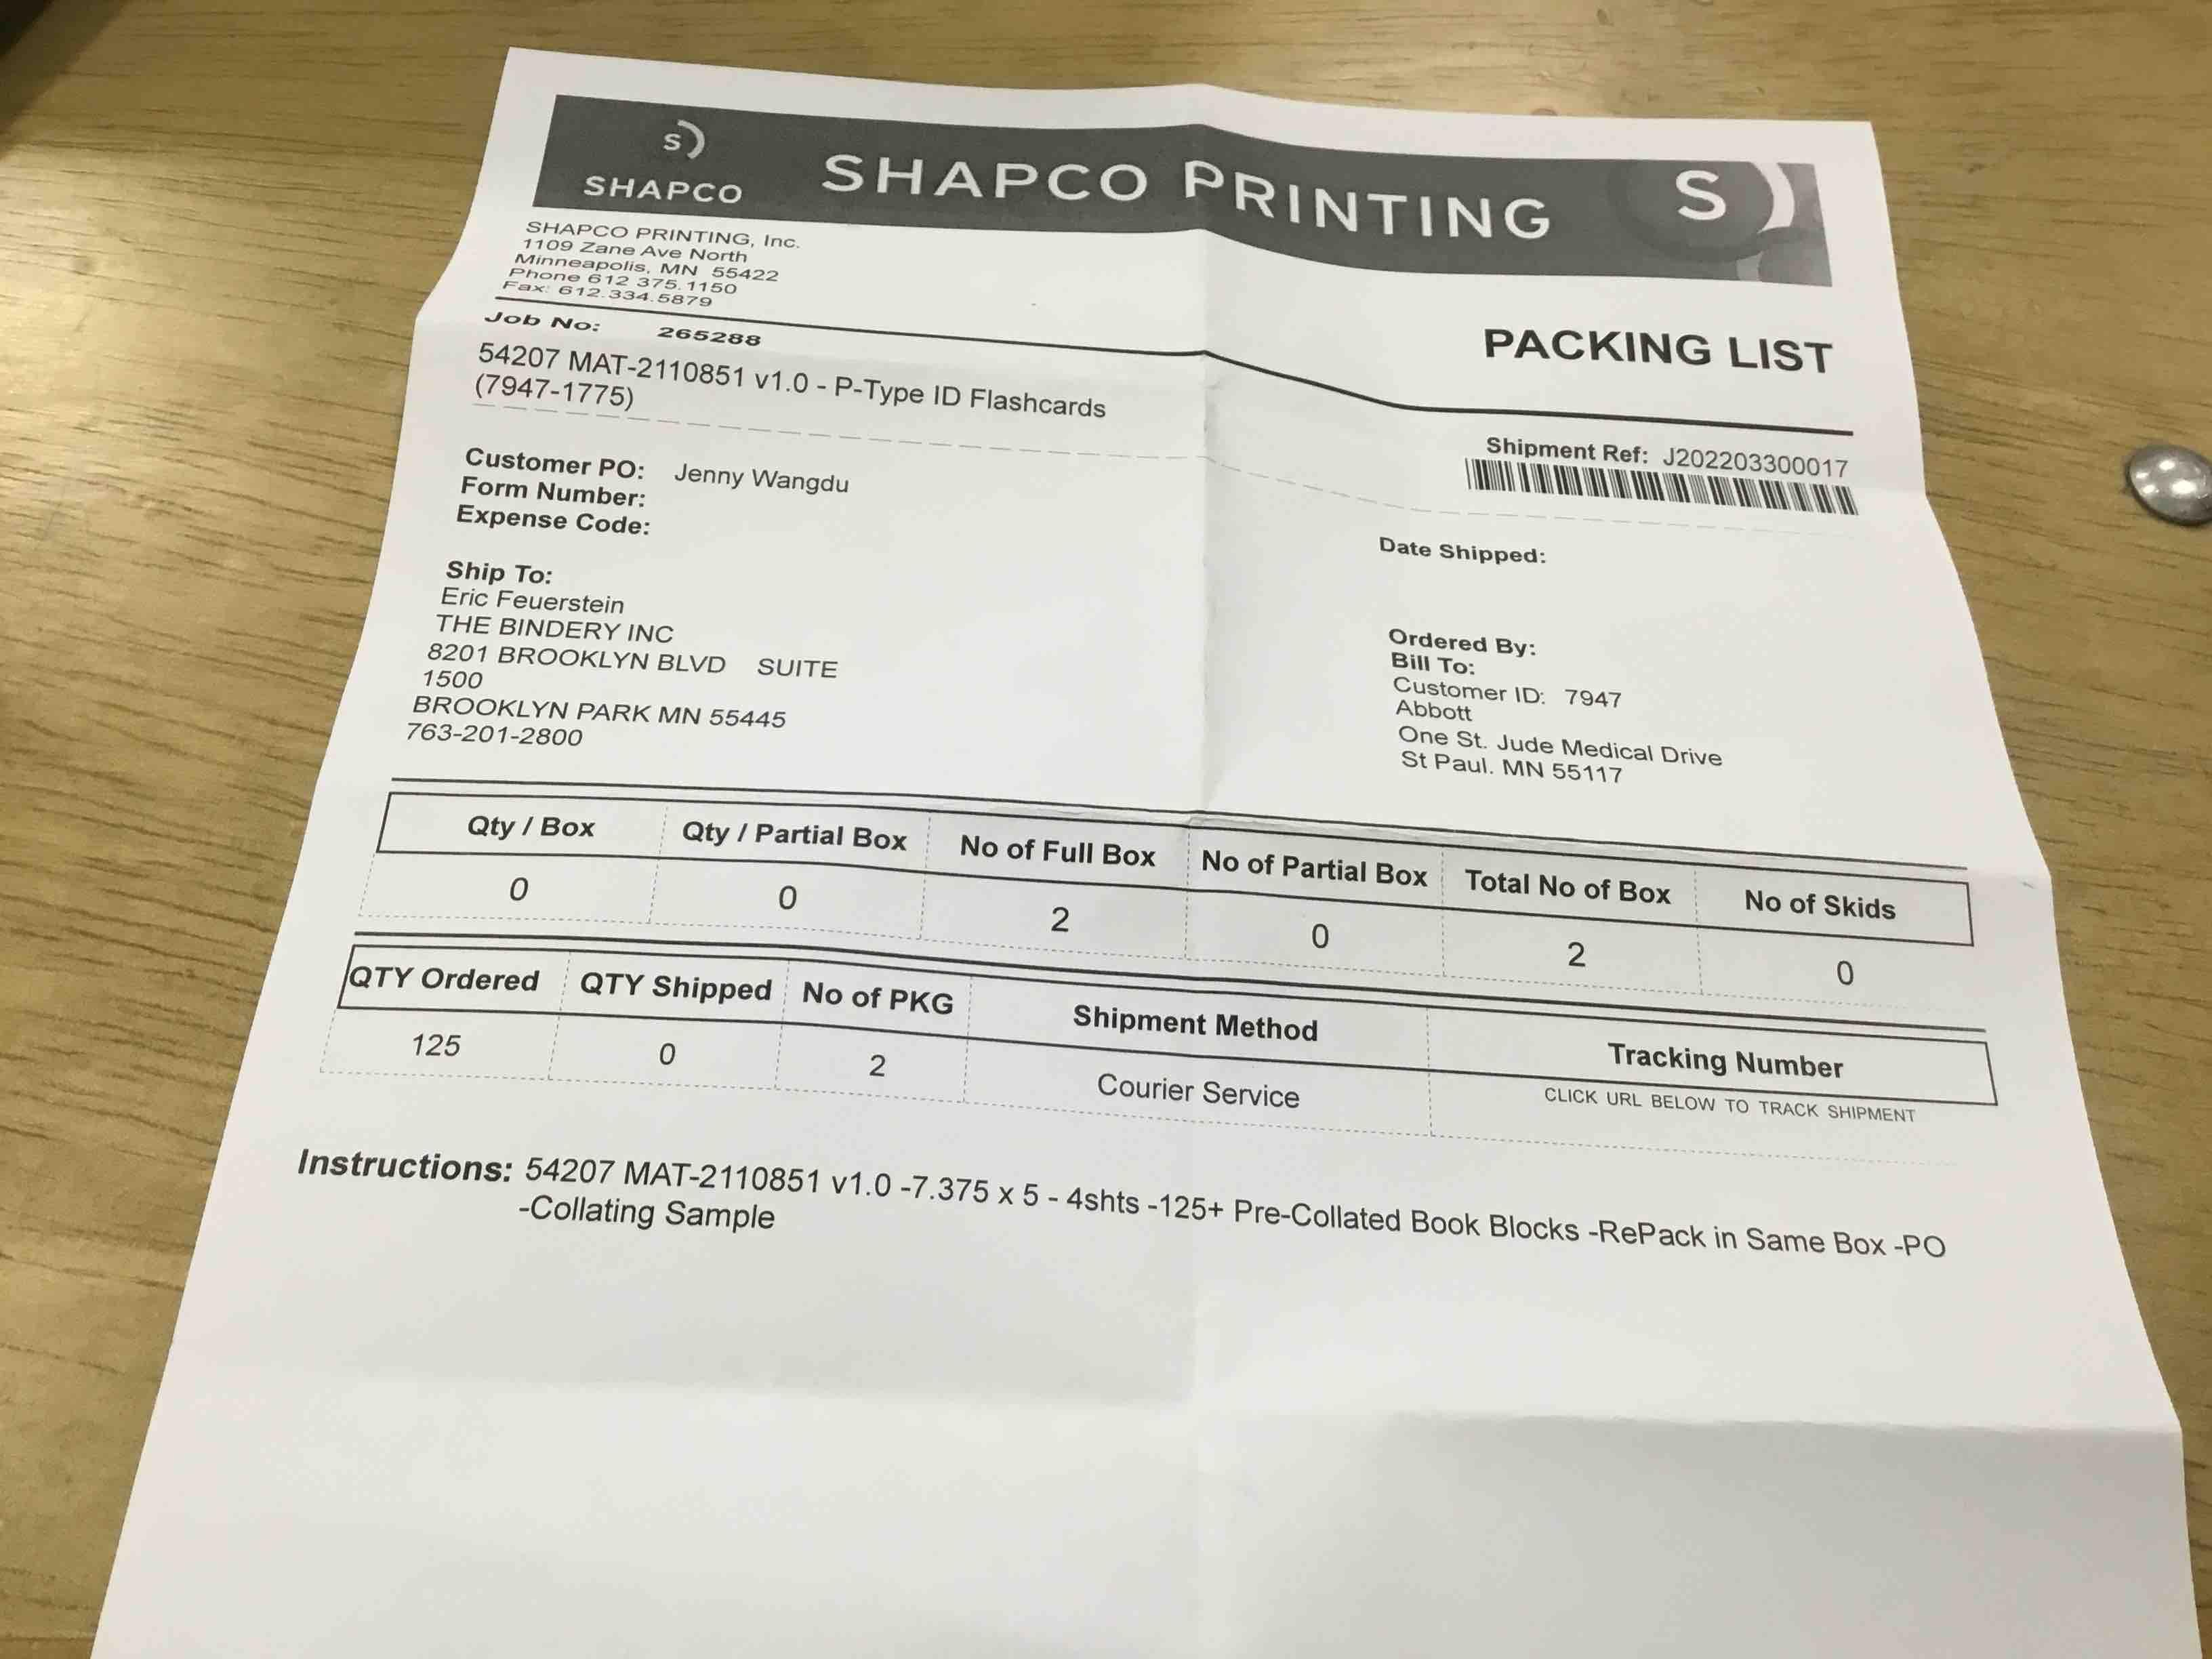 S)
SHAPCO
SHAPCO PRINTING
S)
SHAPCO PRINTING, Inc.
1109 Zane Ave North
Minneapolis, MN 55422
Phone 612 375.1150
Fax: 612.334.5879
PACKING LIST
Job No: 265288
54207 MAT-2110851 v1.0 - P-Type ID Flashcards
(7947-1775)
Shipment Ref: J202203300017
Customer PO: Jenny Wangdu
Form Number:
Expense Code:
Date Shipped:
Ship To:
Eric Feuerstein
THE BINDERY INC
8201 BROOKLYN BLVD SUITE
1500
BROOKLYN PARK MN 55445
763-201-2800
Ordered By:
Bill To:
Customer ID: 7947
Abbott
One St. Jude Medical Drive
St Paul. MN 55117
Qty / Box Qty / Partial Box No of Full Box No of Partial Box Total No of Box No of Skids
0 0 2 0 2 0
QTY Ordered QTY Shipped No of PKG Shipment Method Tracking Number
125 0 2 Courier Service CLICK URL BELOW TO TRACK SHIPMENT
Instructions: 54207 MAT-2110851 v1.0 -7.375 x 5 - 4shts -125+ Pre-Collated Book Blocks -RePack in Same Box -PO
-Collating Sample